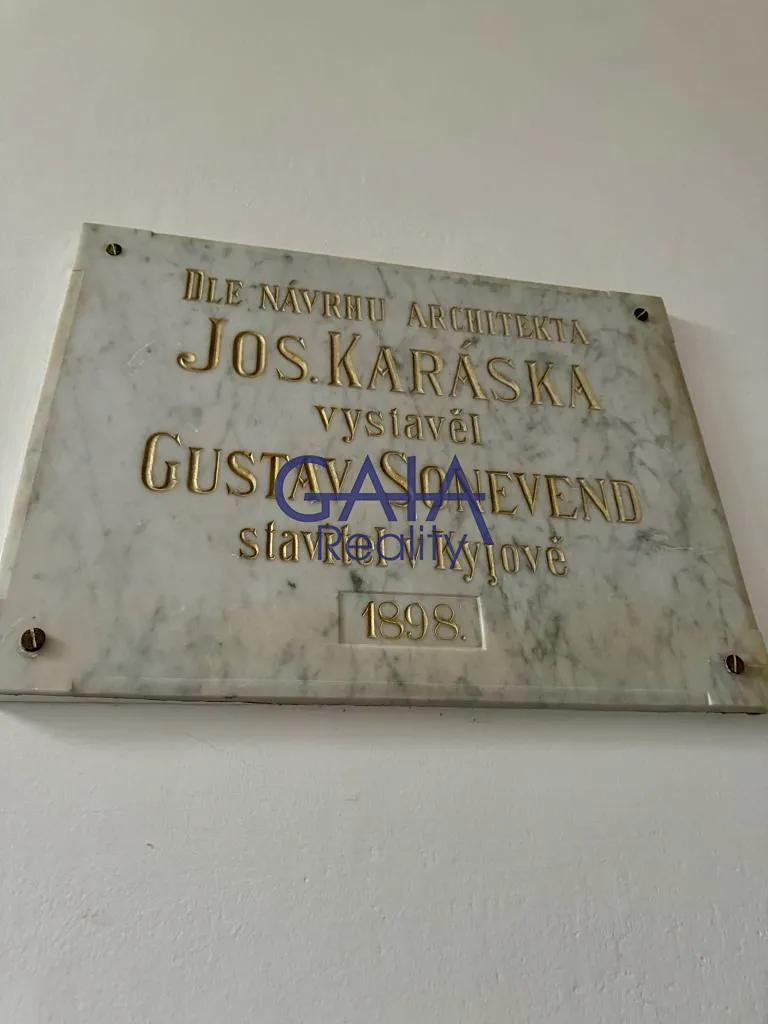 DLE NÁVRHU ARCHITEKTA
JOS. KARÁSKA
vystavěl
GUSTAV SONEVEND
stavitel v Kyjově
1898.
GAIA
Reality